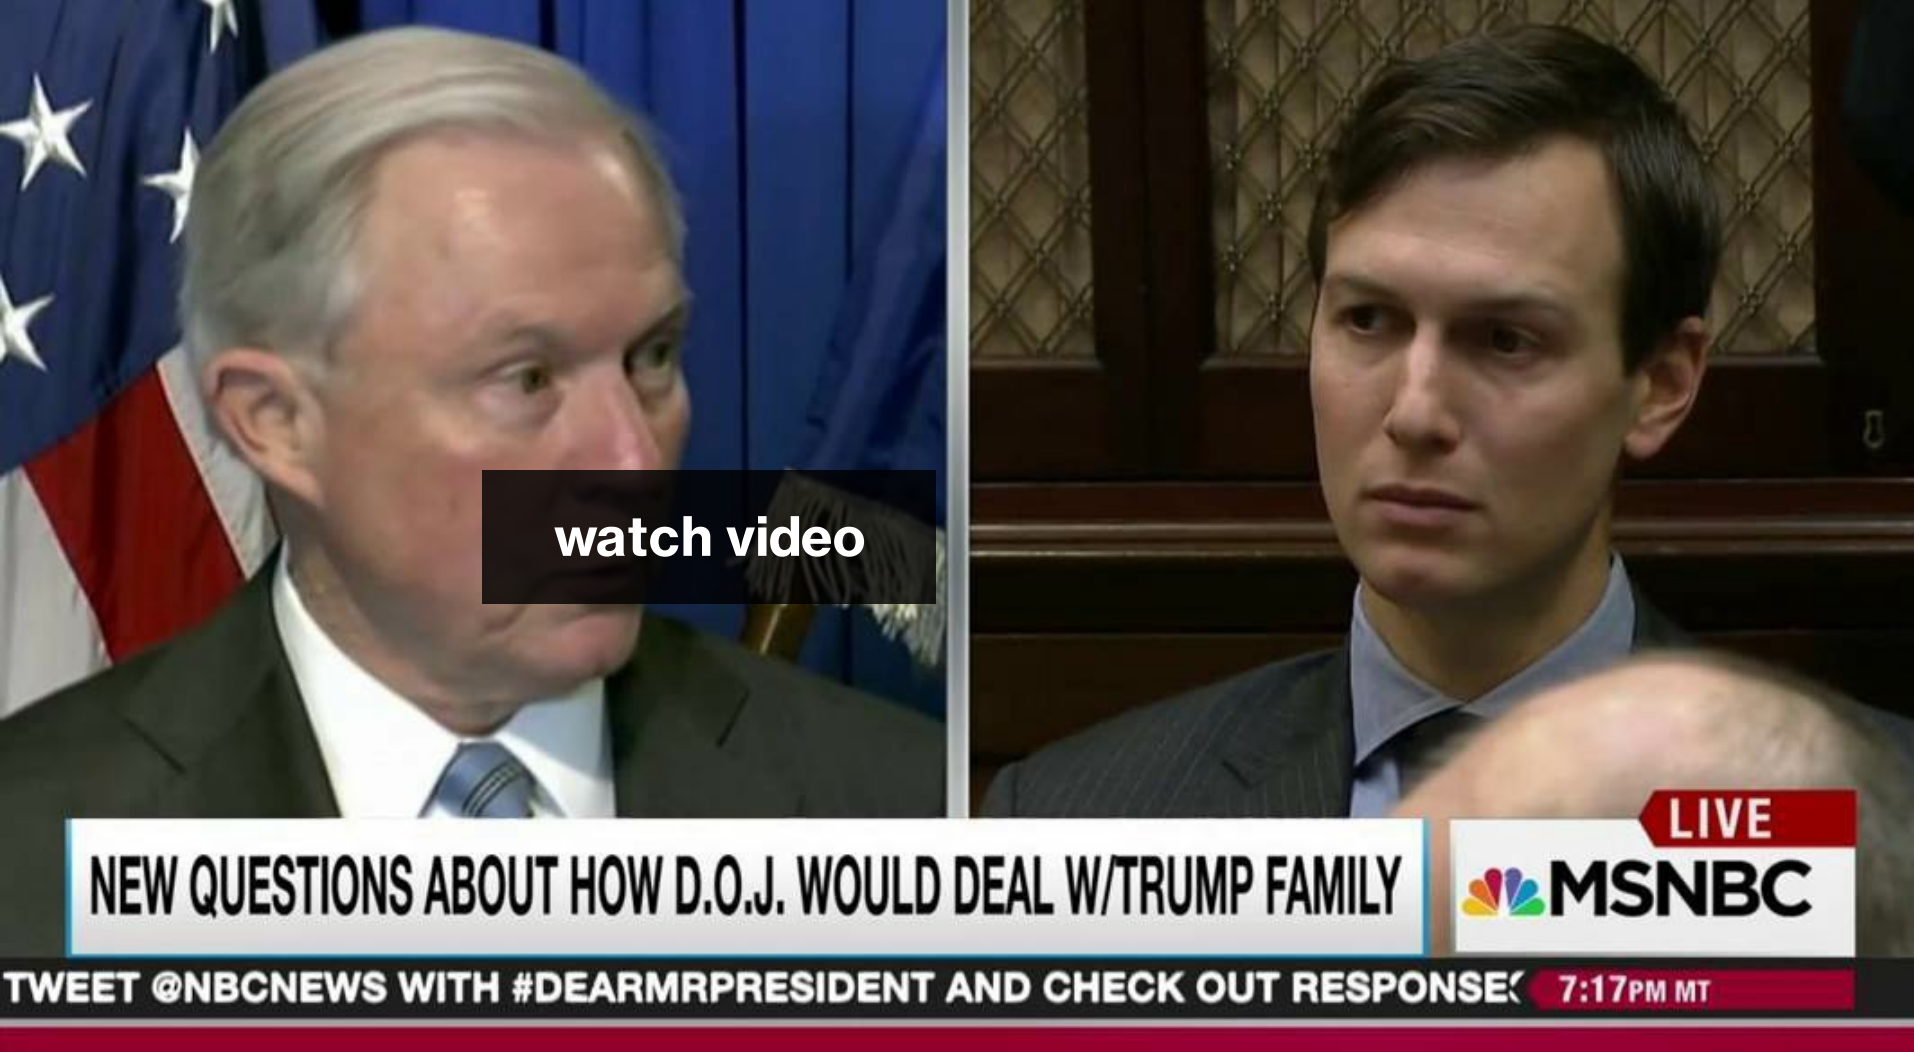 watch video
LIVE
NEW QUESTIONS ABOUT HOW D.O.J. WOULD DEAL W/TRUMP FAMILY
MSNBC
TWEET @NBCNEWS WITH #DEARMRPRESIDENT AND CHECK OUT RESPONSE
7:17PM MT